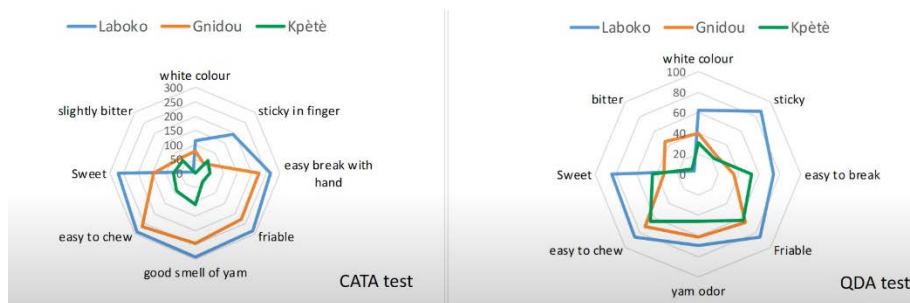 Laboko Gnidou Kpètè
white colour
300
250
200
150
100
50
0
slightly bitter
sticky in finger
Sweet
easy break with
hand
easy to chew
friable
good smell of yam
CATA test
Laboko Gnidou Kpètè
white colour
100
80
60
40
20
0
bitter
sticky
Sweet
easy to break
easy to chew
Friable
yam odor
QDA test